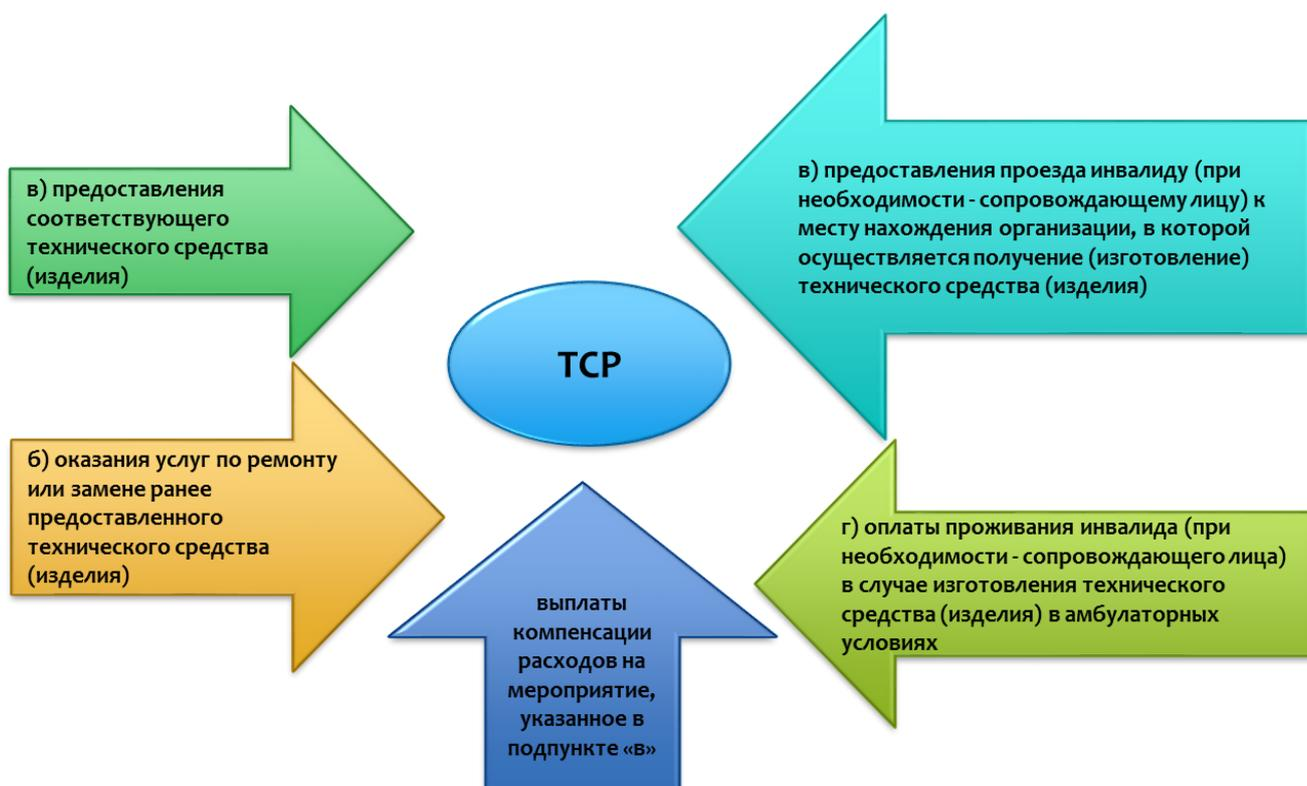 в) предоставления
соответствующего
технического средства
(изделия)
в) предоставления проезда инвалиду (при
необходимости - сопровождающему лицу) к
месту нахождения организации, в которой
осуществляется получение (изготовление)
технического средства (изделия)
ТСР
б) оказания услуг по ремонту
или замене ранее
предоставленного
технического средства
(изделия)
г) оплаты проживания инвалида (при
необходимости - сопровождающего лица)
в случае изготовления технического
средства (изделия) в амбулаторных
условиях
выплаты
компенсации
расходов на
мероприятие,
указанное в
подпункте «в»